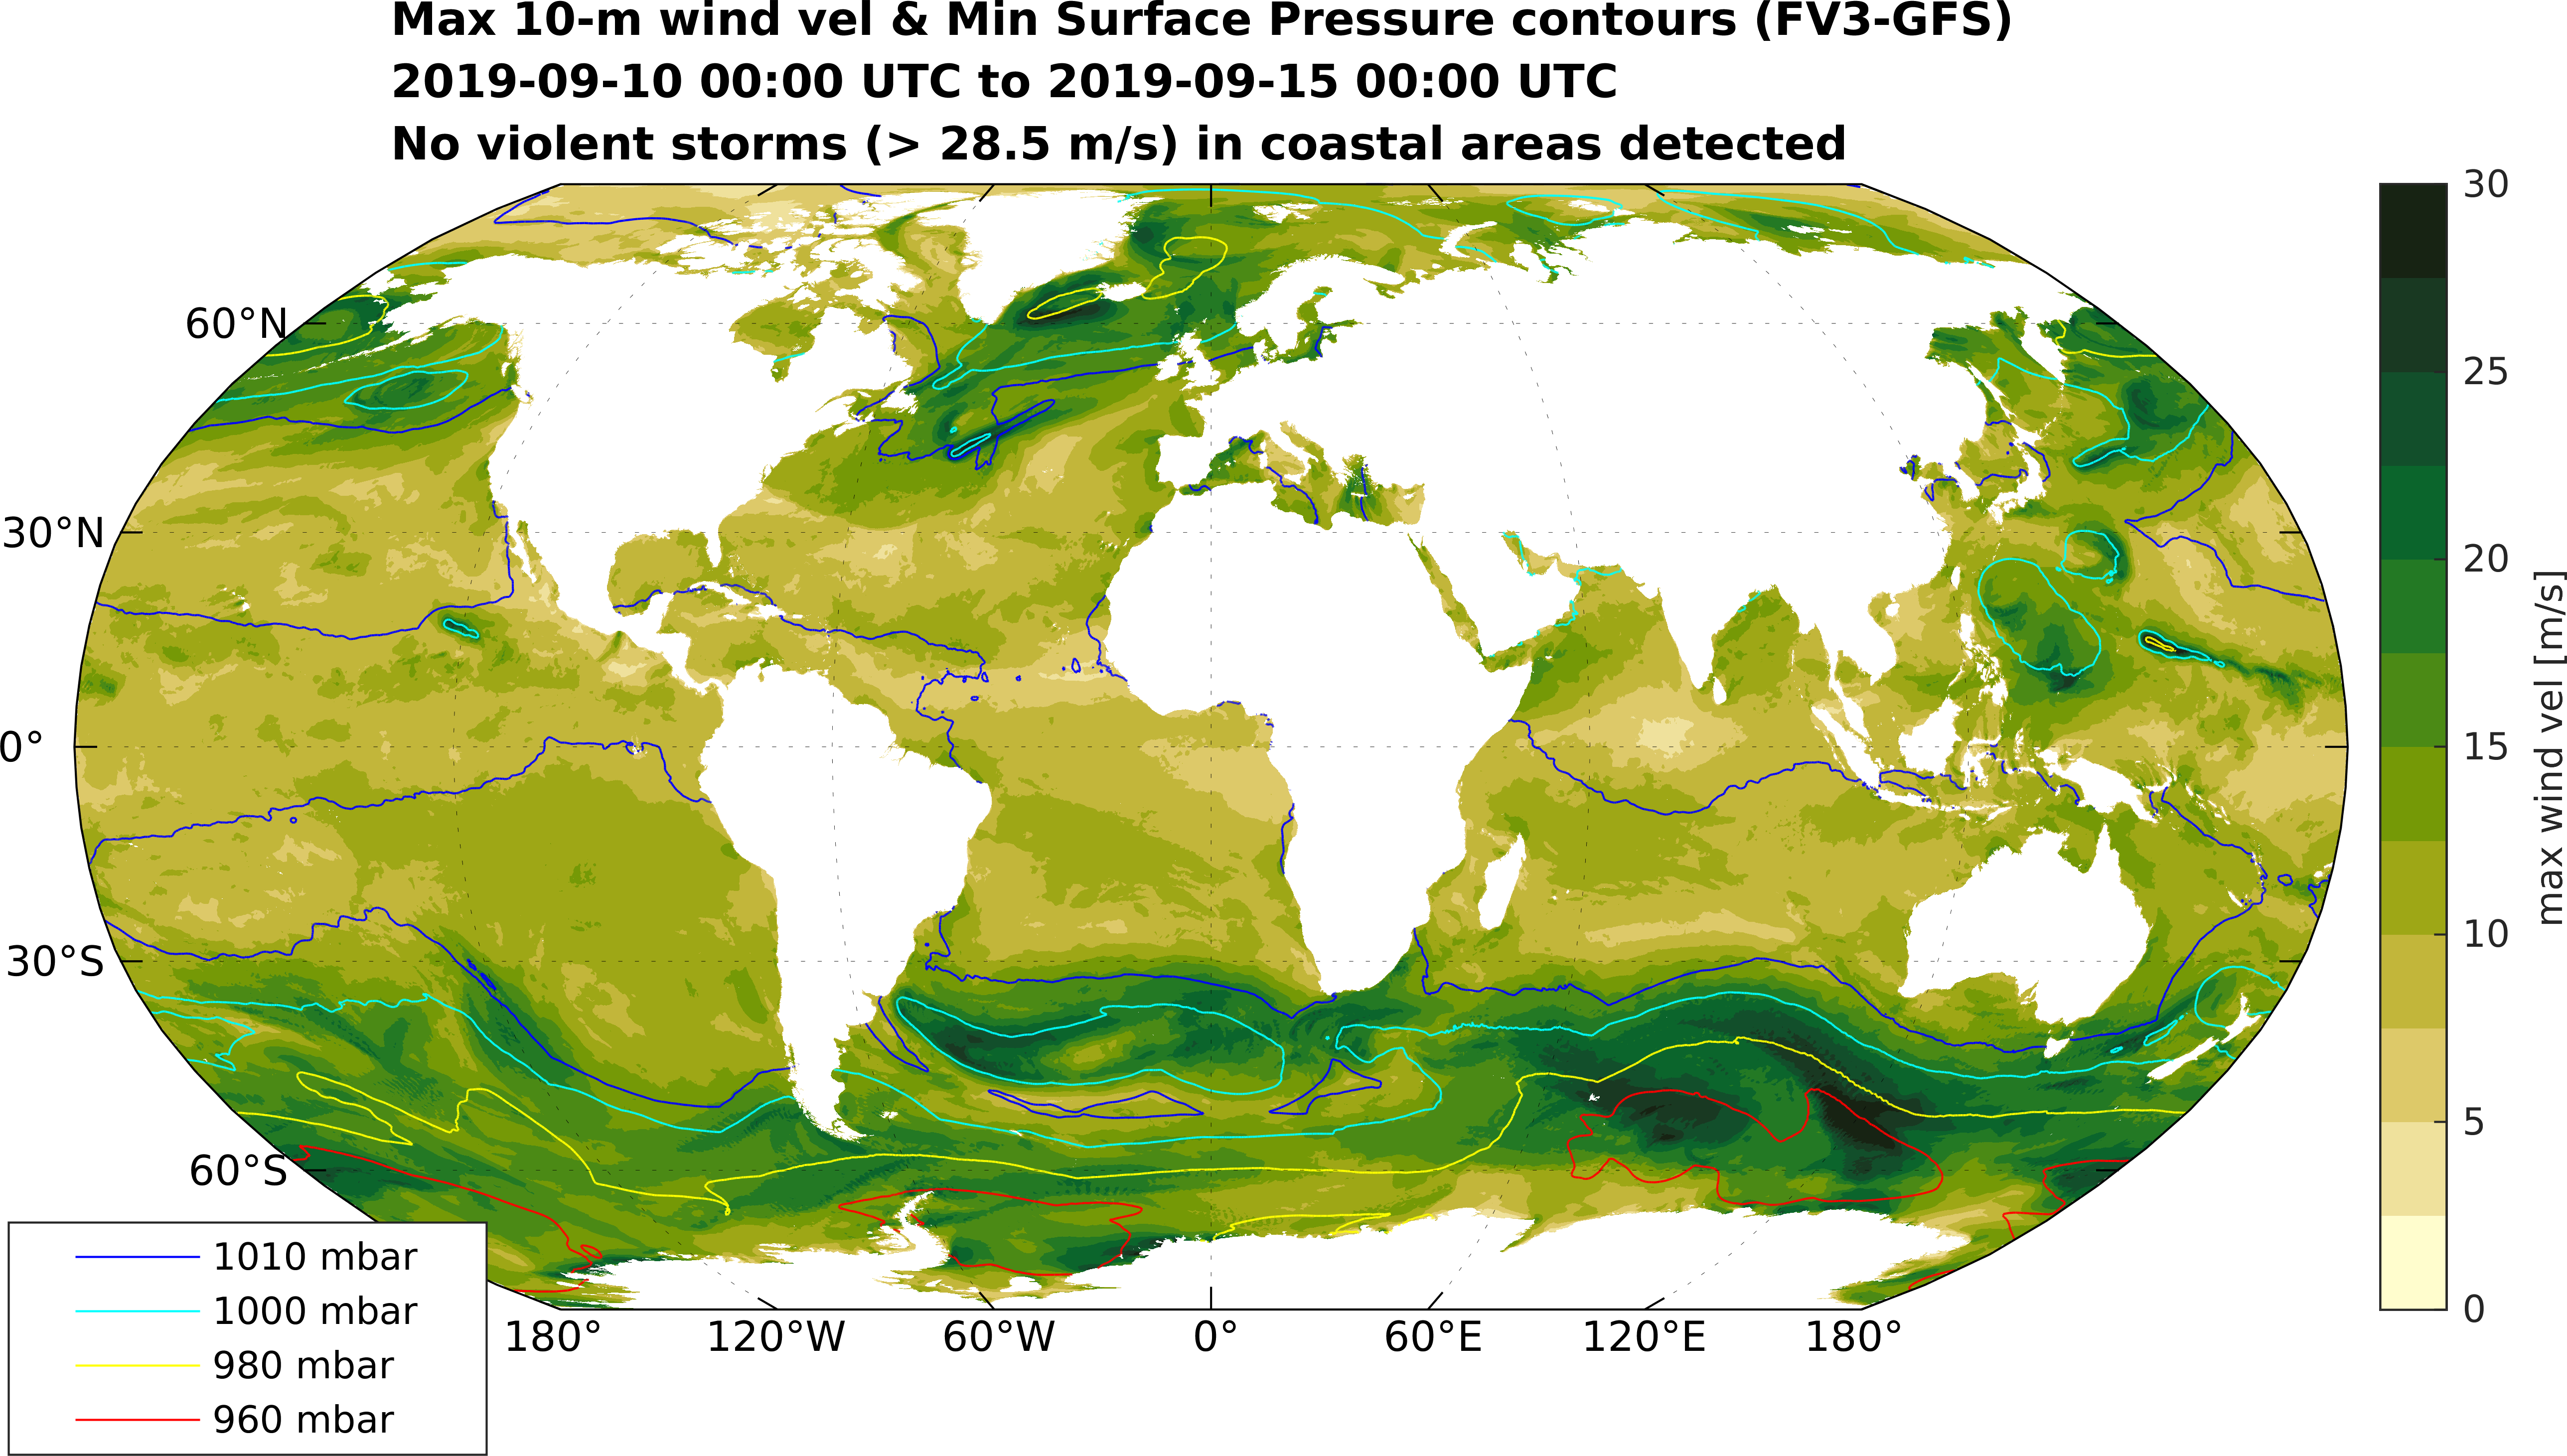 Max 10-m wind vel & Min Surface Pressure contours (FV3-GFS)
2019-09-10 00:00 UTC to 2019-09-15 00:00 UTC
No violent storms (> 28.5 m/s) in coastal areas detected
60°N
30°N
0°
30°S
60°S
180°
120°W
60°W
0°
60°E
120°E
180°
30
25
20
15
10
5
0
max wind vel [m/s]
1010 mbar
1000 mbar
980 mbar
960 mbar